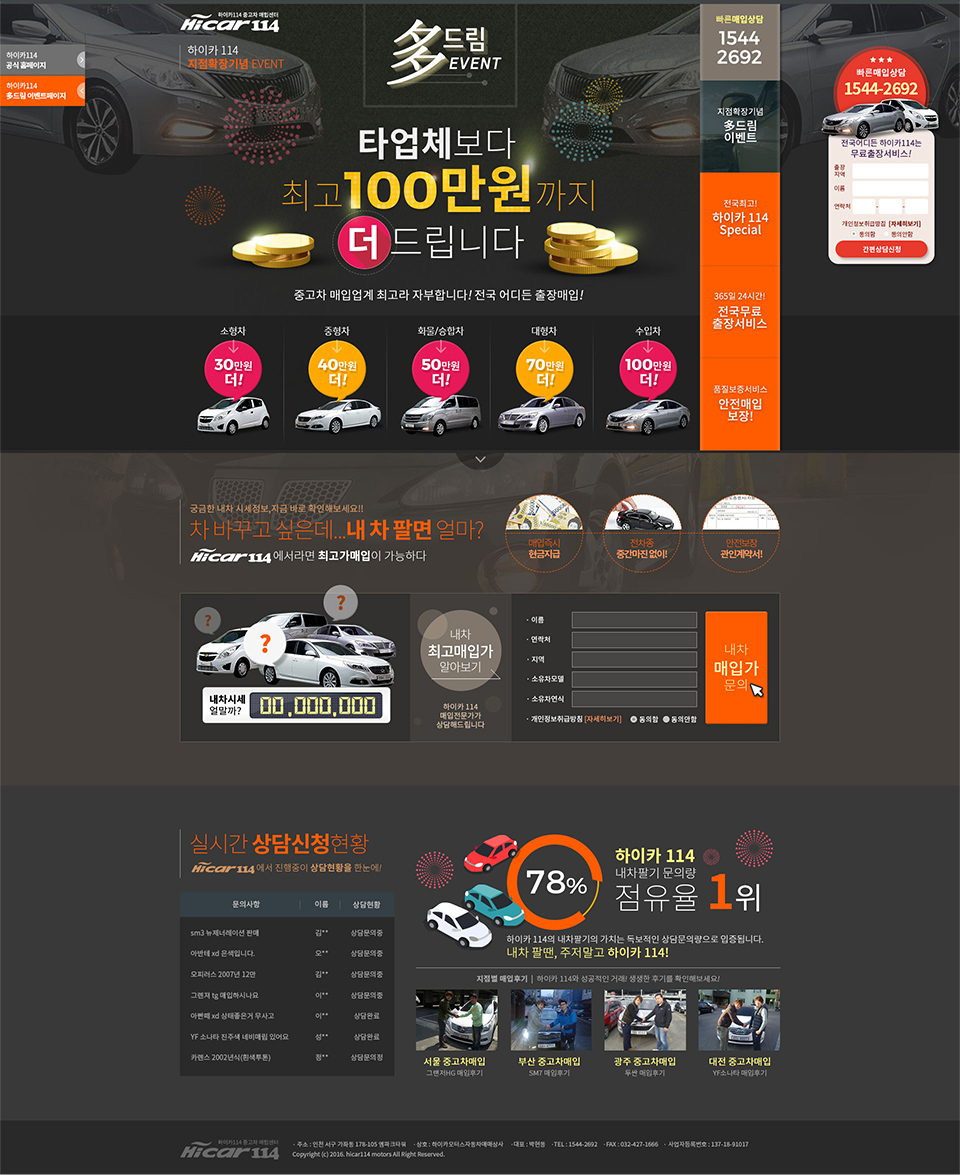 하이카114 중고차 매입센터
Hicar 114
하이카 114
지점확장기념 EVENT
多드림
EVENT
하이카114
공식 홈페이지
하이카114
多드림 이벤트페이지
타업체보다
최고100만원까지
더드립니다
중고차 매입업계 최고라 자부합니다! 전국 어디든 출장매입!
빠른매입상담
1544
2692
지점확장기념
多드림
이벤트
전국최고!
하이카 114
Special
365일 24시간!
전국무료
출장서비스
품질보증서비스
안전매입
보장!
빠른매입상담
1544-2692
전국어디든 하이카114는
무료출장서비스!
출장
지역
이름
연락처
개인정보취급방침 [자세히보기]
동의함 동의안함
간편상담신청
소형차
30만원
더!
중형차
40만원
더!
화물/승합차
50만원
더!
대형차
70만원
더!
수입차
100만원
더!
궁금한 내차 시세정보,지금 바로 확인해보세요!!
차 바꾸고 싶은데...내 차 팔면 얼마?
Hicar 114 에서라면 최고가매입이 가능하다
매입즉시
현금지급
전차종
중간마진 없이!
안전보장
관인계약서!
?
?
?
내차시세
얼말까?
00,000,000
내차
최고매입가
알아보기
하이카 114
매입전문가가
상담해드립니다
· 이름
· 연락처
· 지역
· 소유차모델
· 소유차연식
· 개인정보취급방침 [자세히보기] 동의함 동의안함
내차
매입가
문의
실시간 상담신청현황
Hicar 114 에서 진행중이 상담현황을 한눈에!
문의사항 이름 상담현황
sm3 뉴제너레이션 판매 김** 상담문의중
아반테 xd 은색입니다. 오** 상담문의중
오피러스 2007년 12만 김** 상담문의중
그랜져 tg 매입하시나요 이** 상담문의중
아삔떼 xd 상태좋은거 무사고 이** 상담완료
YF 소나타 진주색 네비매립 있어요 성** 상담완료
카렌스 2002년식(흰색투톤) 정** 상담문의정
78%
하이카 114
내차팔기 문의량
점유율 1위
하이카 114의 내차팔기의 가치는 독보적인 상담문의량으로 입증됩니다.
내차 팔땐, 주저말고 하이카 114!
지점별 매입후기 | 하이카 114와 성공적인 거래! 생생한 후기를 확인해보세요!
서울 중고차매입
그랜저HG 매입후기
부산 중고차매입
SM7 매입후기
광주 중고차매입
투싼 매입후기
대전 중고차매입
YF소나타 매입후기
하이카114 중고차 매입센터
Hicar 114
· 주소 : 인천 서구 가좌동 178-105 엠파크타워 · 상호 : 하이카모터스자동차매매상사 · 대표 : 박현동 ·TEL : 1544-2692 ·FAX : 032-427-1666 · 사업자등록번호 : 137-18-91017
Copyright (c) 2016. hicar114 motors All Right Reserved.